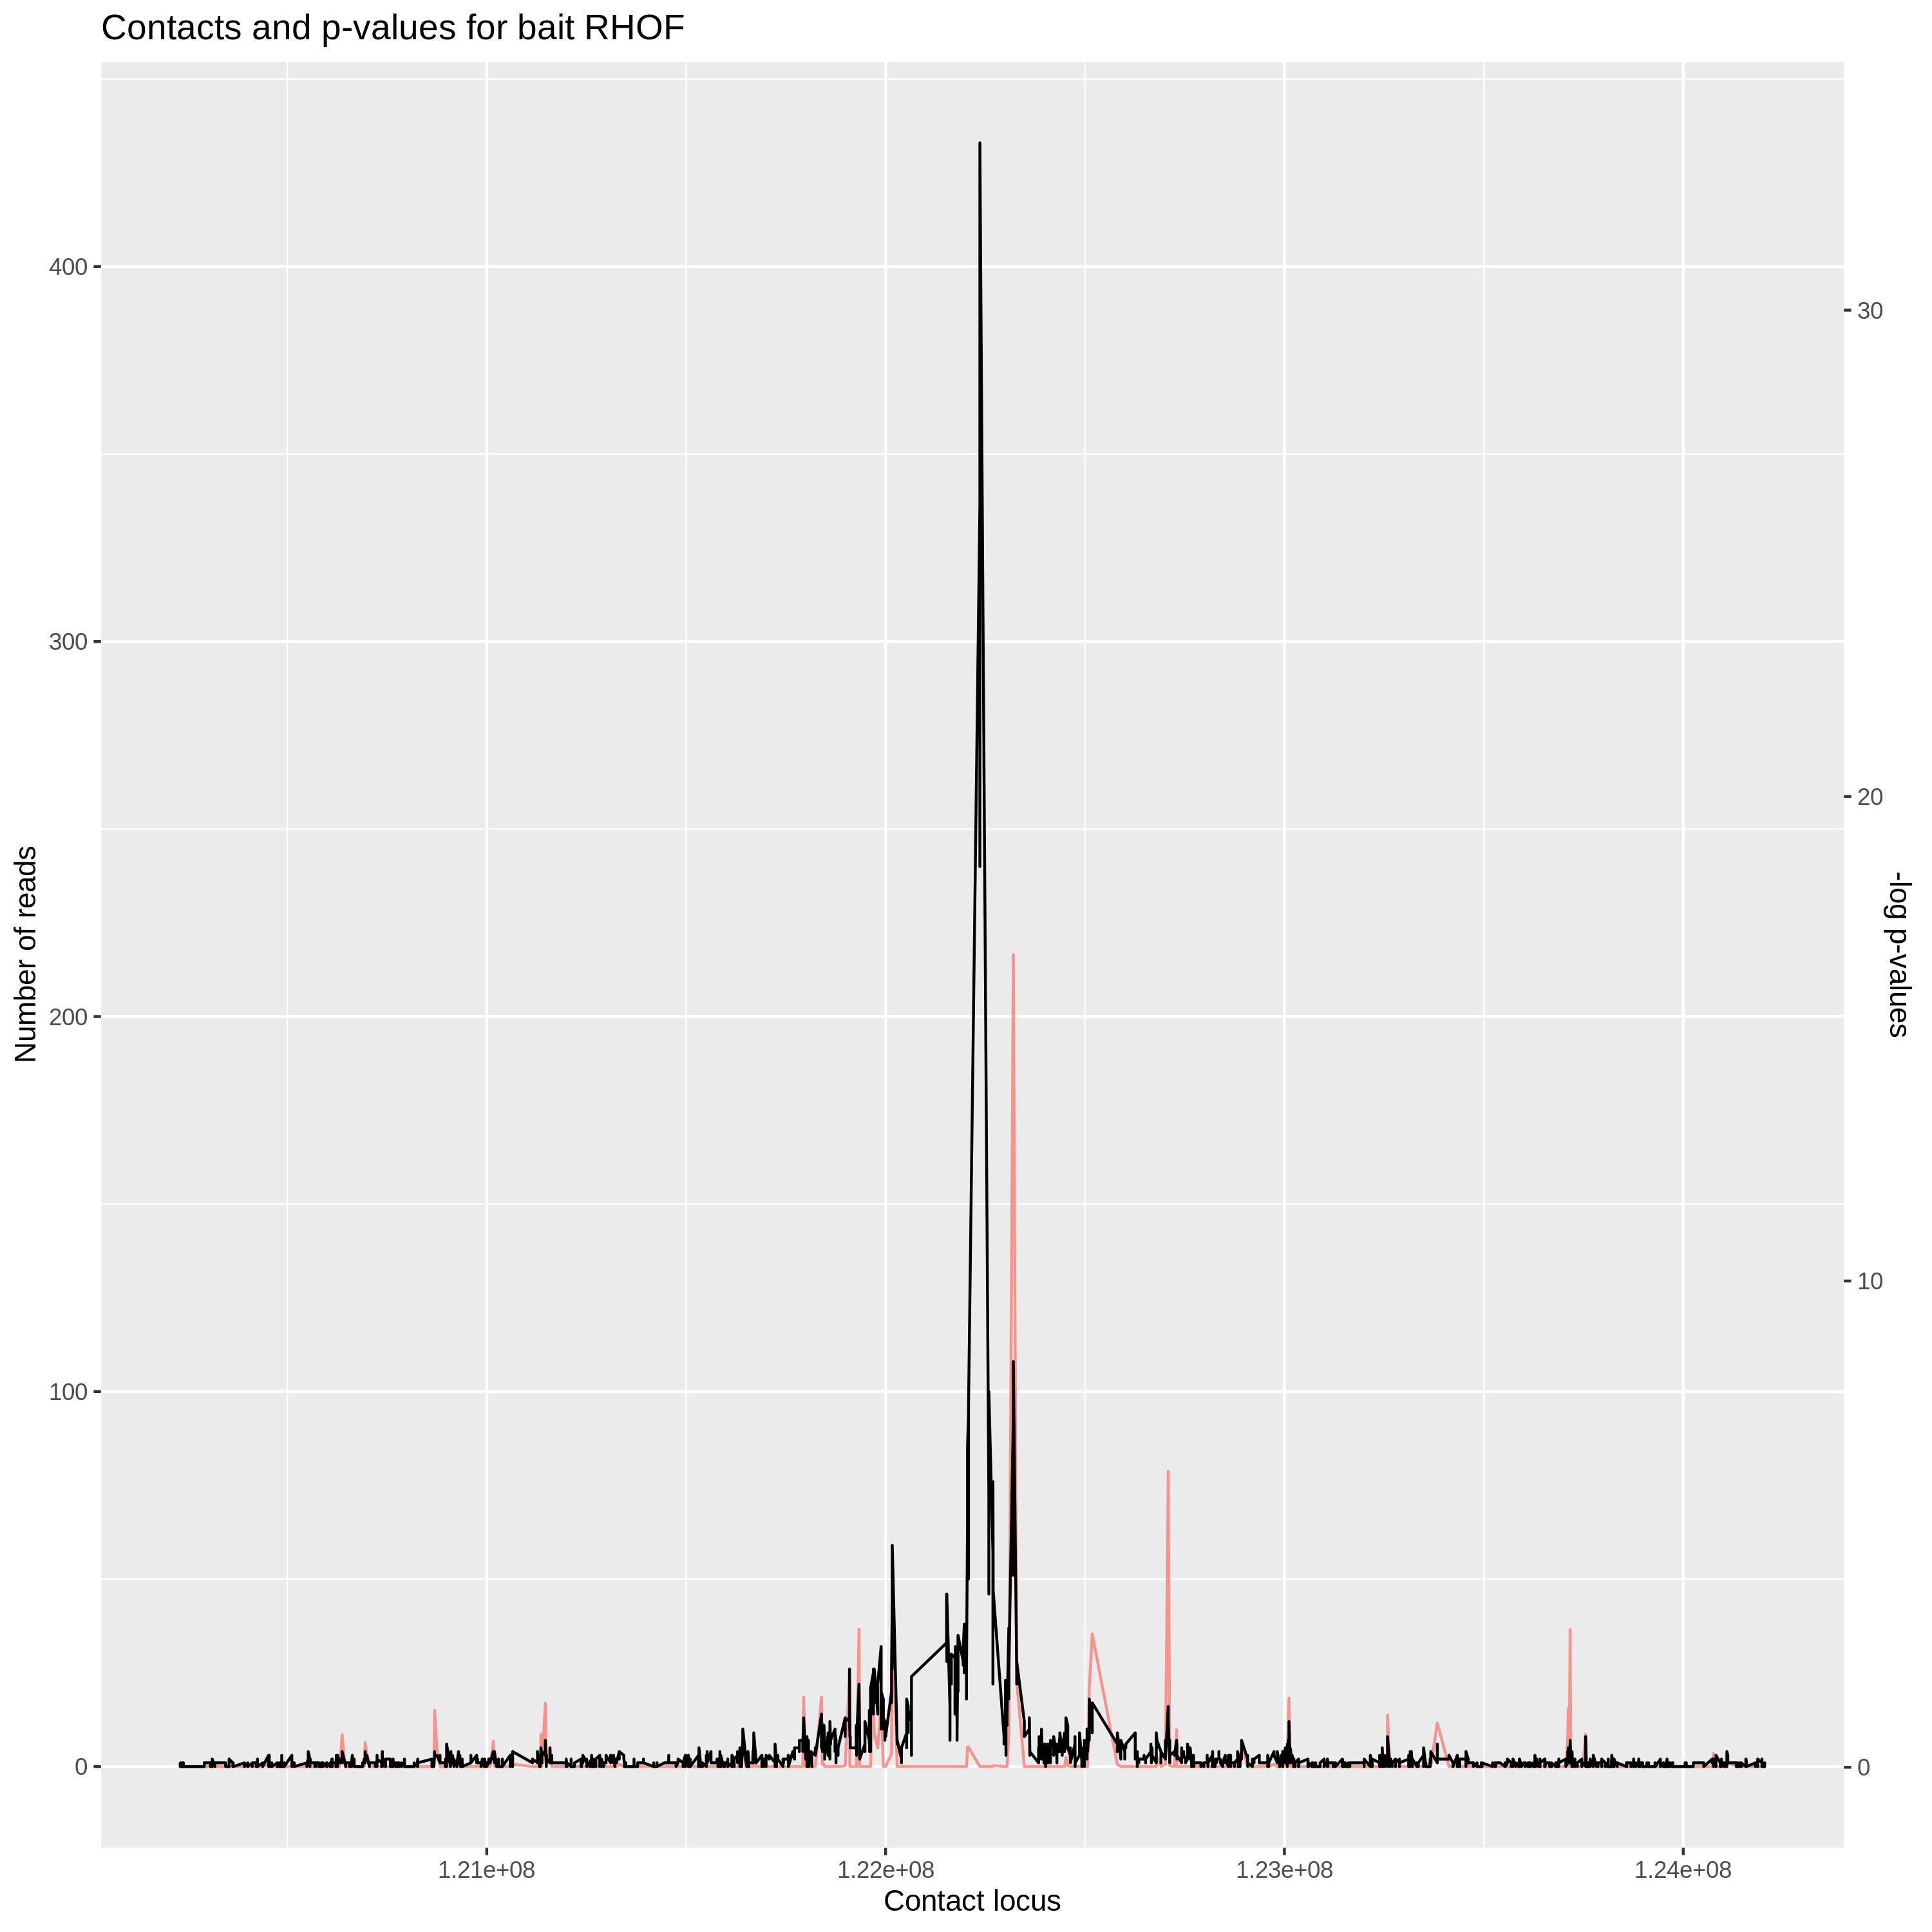 Contacts and p-values for bait RHOF
Number of reads
400
300
200
100
0
30
20
10
0
-log p-values
1.21e+08
1.22e+08
1.23e+08
1.24e+08
Contact locus